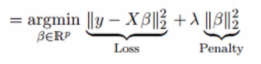 = argmin β∈ℝᵖ ‖y − Xβ‖₂² + λ ‖β‖₂²
Loss Penalty